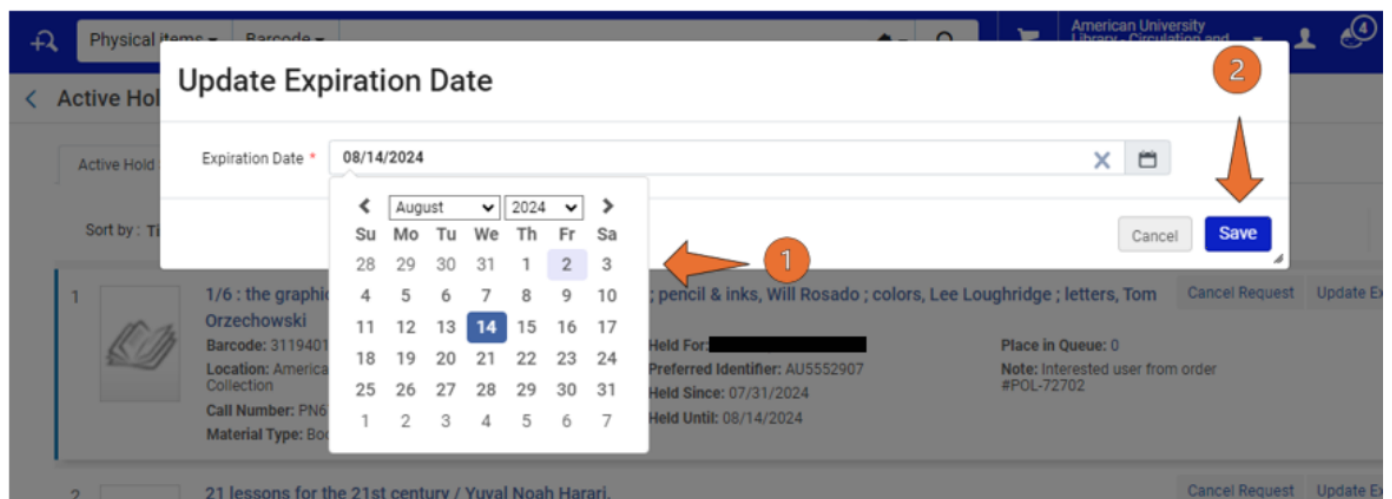 Physical items Barcode
American University
Library - Circulation and
4
2
Update Expiration Date
Active Hol
Expiration Date * 08/14/2024
Active Hold
August 2024
Su Mo Tu We Th Fr Sa
28 29 30 31 1 2 3
4 5 6 7 8 9 10
11 12 13 14 15 16 17
18 19 20 21 22 23 24
25 26 27 28 29 30 31
1 2 3 4 5 6 7
Cancel Save
Sort by : Ti
1
1 1/6 : the graphi ; pencil & inks, Will Rosado ; colors, Lee Loughridge ; letters, Tom Cancel Request Update Ex
Orzechowski
Barcode: 3119401 Held For: Place in Queue: 0
Location: America Preferred Identifier: AU5552907 Note: Interested user from order
Collection Held Since: 07/31/2024 #POL-72702
Call Number: PN6 Held Until: 08/14/2024
Material Type: Boo
2 21 lessons for the 21st century / Yuval Noah Harari. Cancel Request Update Ex